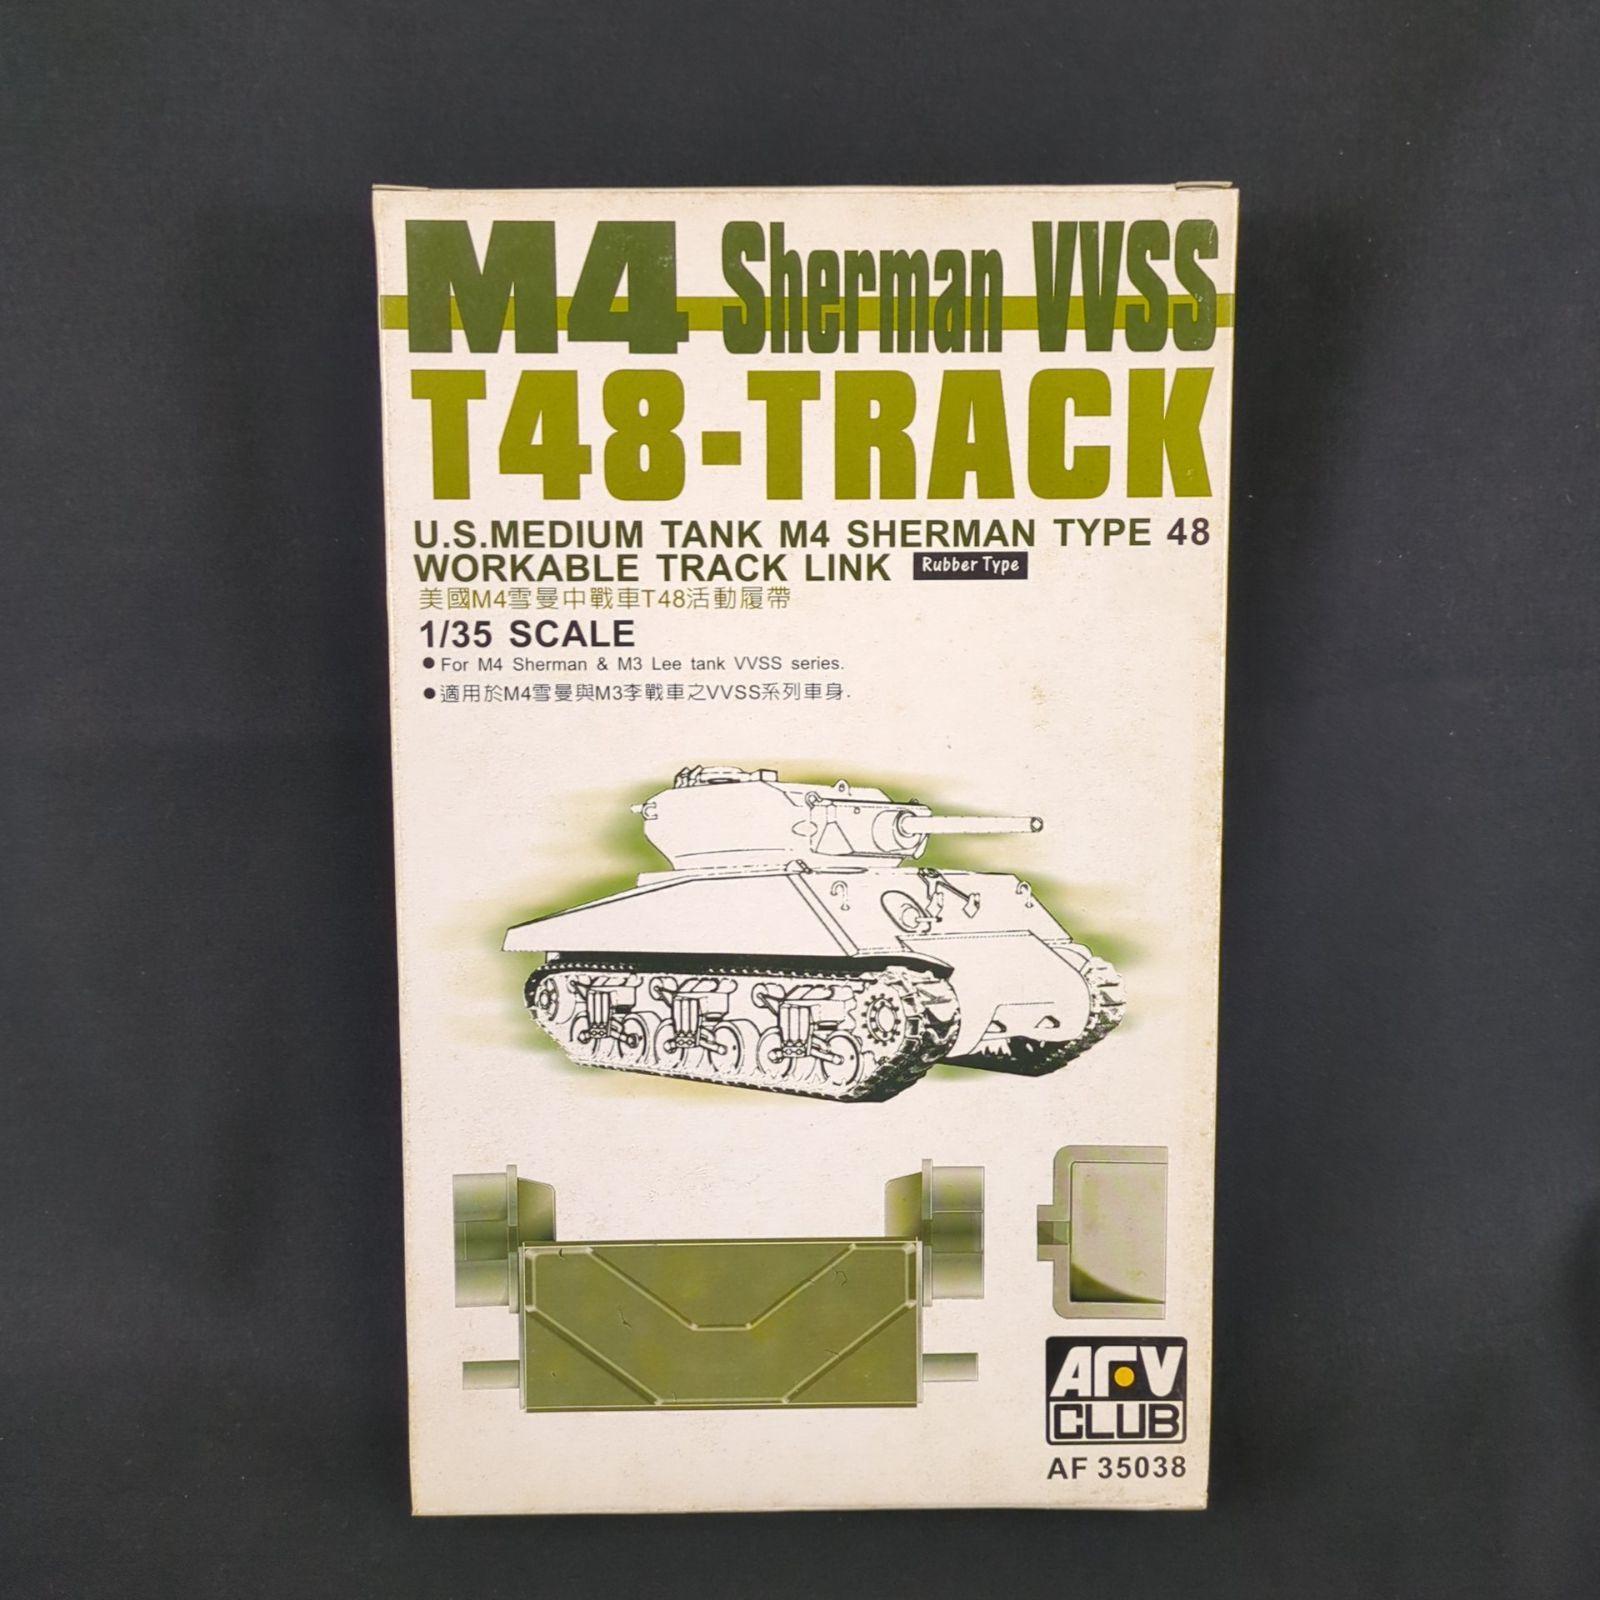 M4 Sherman VVSS
T48-TRACK
U.S.MEDIUM TANK M4 SHERMAN TYPE 48
WORKABLE TRACK LINK Rubber Type
美國M4雪曼中戰車T48活動履帶
1/35 SCALE
●For M4 Sherman & M3 Lee tank VVSS series.
●適用於M4雪曼與M3李戰車之VVSS系列車身.
AFV
CLUB
AF 35038